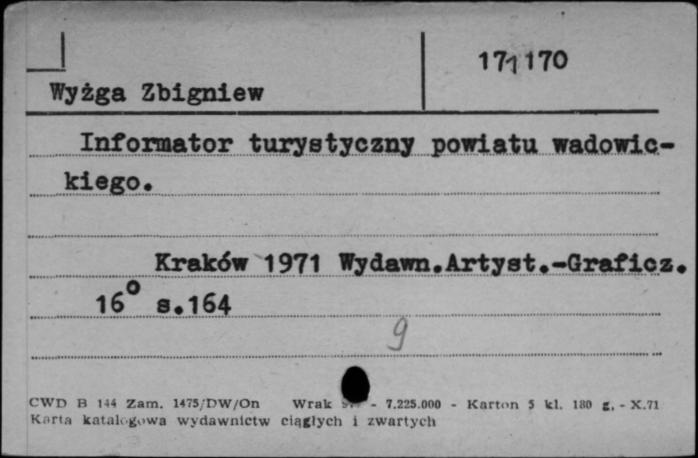 171170
Wyżga Zbigniew
Informator turystyczny powiatu wadowic-
kiego.
Kraków 1971 Wydawn.Artyst.-Graficz.
16° s.164
9
CWD B 144 Zam. 1475/DW/On Wrak - 7.225.000 - Karton 5 kl. 180 g, - X.71
Karta katalogowa wydawnictw ciągłych i zwartych